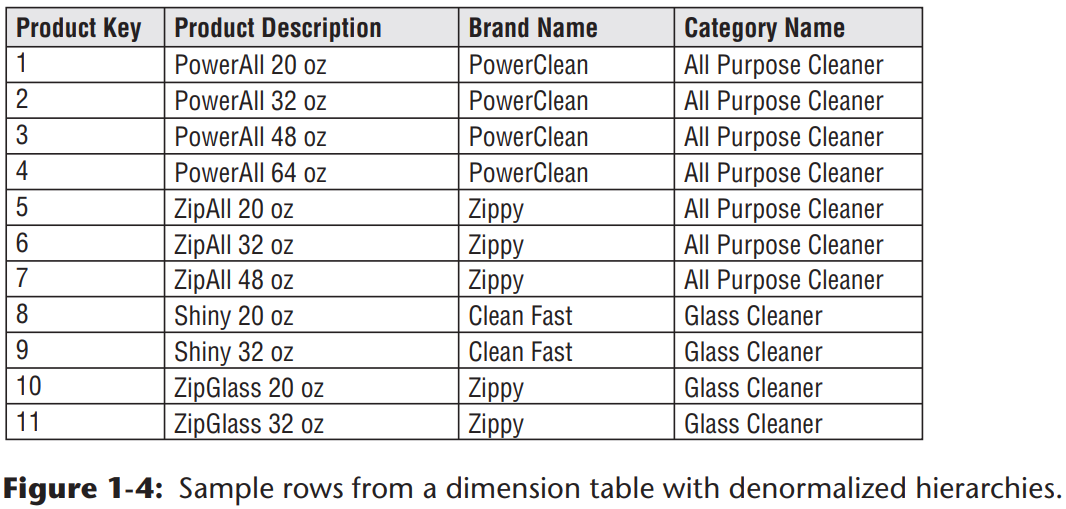 Product Key Product Description Brand Name Category Name
1 PowerAll 20 oz PowerClean All Purpose Cleaner
2 PowerAll 32 oz PowerClean All Purpose Cleaner
3 PowerAll 48 oz PowerClean All Purpose Cleaner
4 PowerAll 64 oz PowerClean All Purpose Cleaner
5 ZipAll 20 oz Zippy All Purpose Cleaner
6 ZipAll 32 oz Zippy All Purpose Cleaner
7 ZipAll 48 oz Zippy All Purpose Cleaner
8 Shiny 20 oz Clean Fast Glass Cleaner
9 Shiny 32 oz Clean Fast Glass Cleaner
10 ZipGlass 20 oz Zippy Glass Cleaner
11 ZipGlass 32 oz Zippy Glass Cleaner
Figure 1-4: Sample rows from a dimension table with denormalized hierarchies.